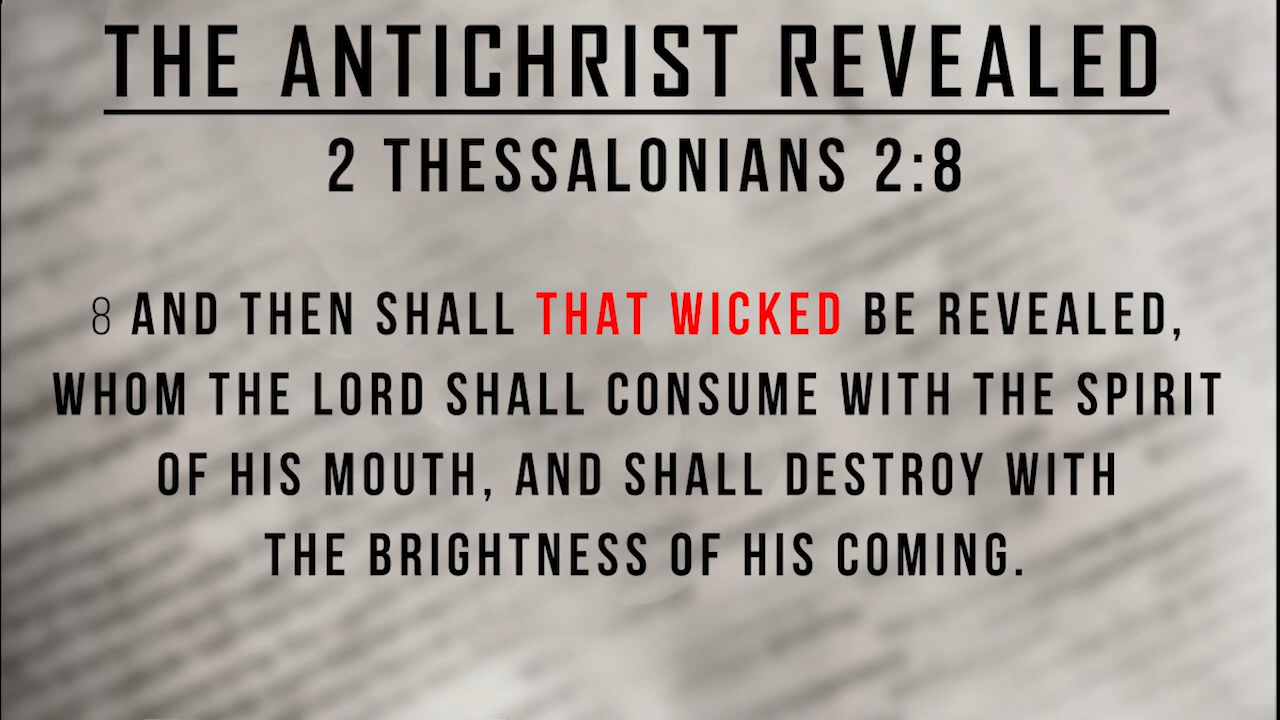 THE ANTICHRIST REVEALED
2 THESSALONIANS 2:8
8 AND THEN SHALL THAT WICKED BE REVEALED,
WHOM THE LORD SHALL CONSUME WITH THE SPIRIT
OF HIS MOUTH, AND SHALL DESTROY WITH
THE BRIGHTNESS OF HIS COMING.